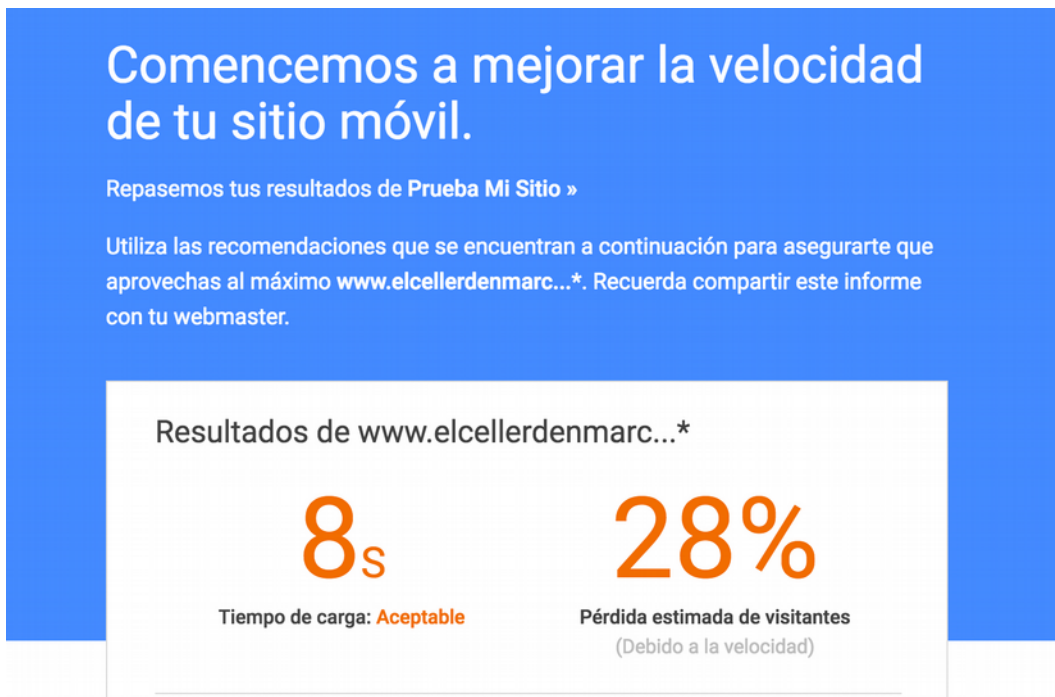 Comencemos a mejorar la velocidad
de tu sitio móvil.
Repasemos tus resultados de Prueba Mi Sitio »
Utiliza las recomendaciones que se encuentran a continuación para asegurarte que
aprovechas al máximo www.elcellerdenmarc...*. Recuerda compartir este informe
con tu webmaster.
Resultados de www.elcellerdenmarc...*
8s
28%
Tiempo de carga: Aceptable
Pérdida estimada de visitantes
(Debido a la velocidad)